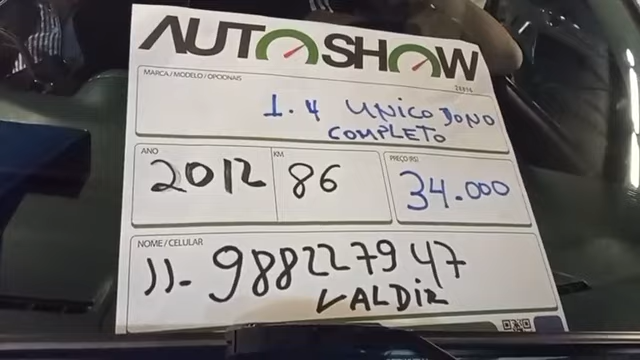 AUTOSHOW
MARCA / MODELO / OPCIONAIS
1.4 UNICO DONO
COMPLETO
ANO
2012
KM
86
PREÇO (R$)
34.000
NOME / CELULAR
11-988227947
VALDIR